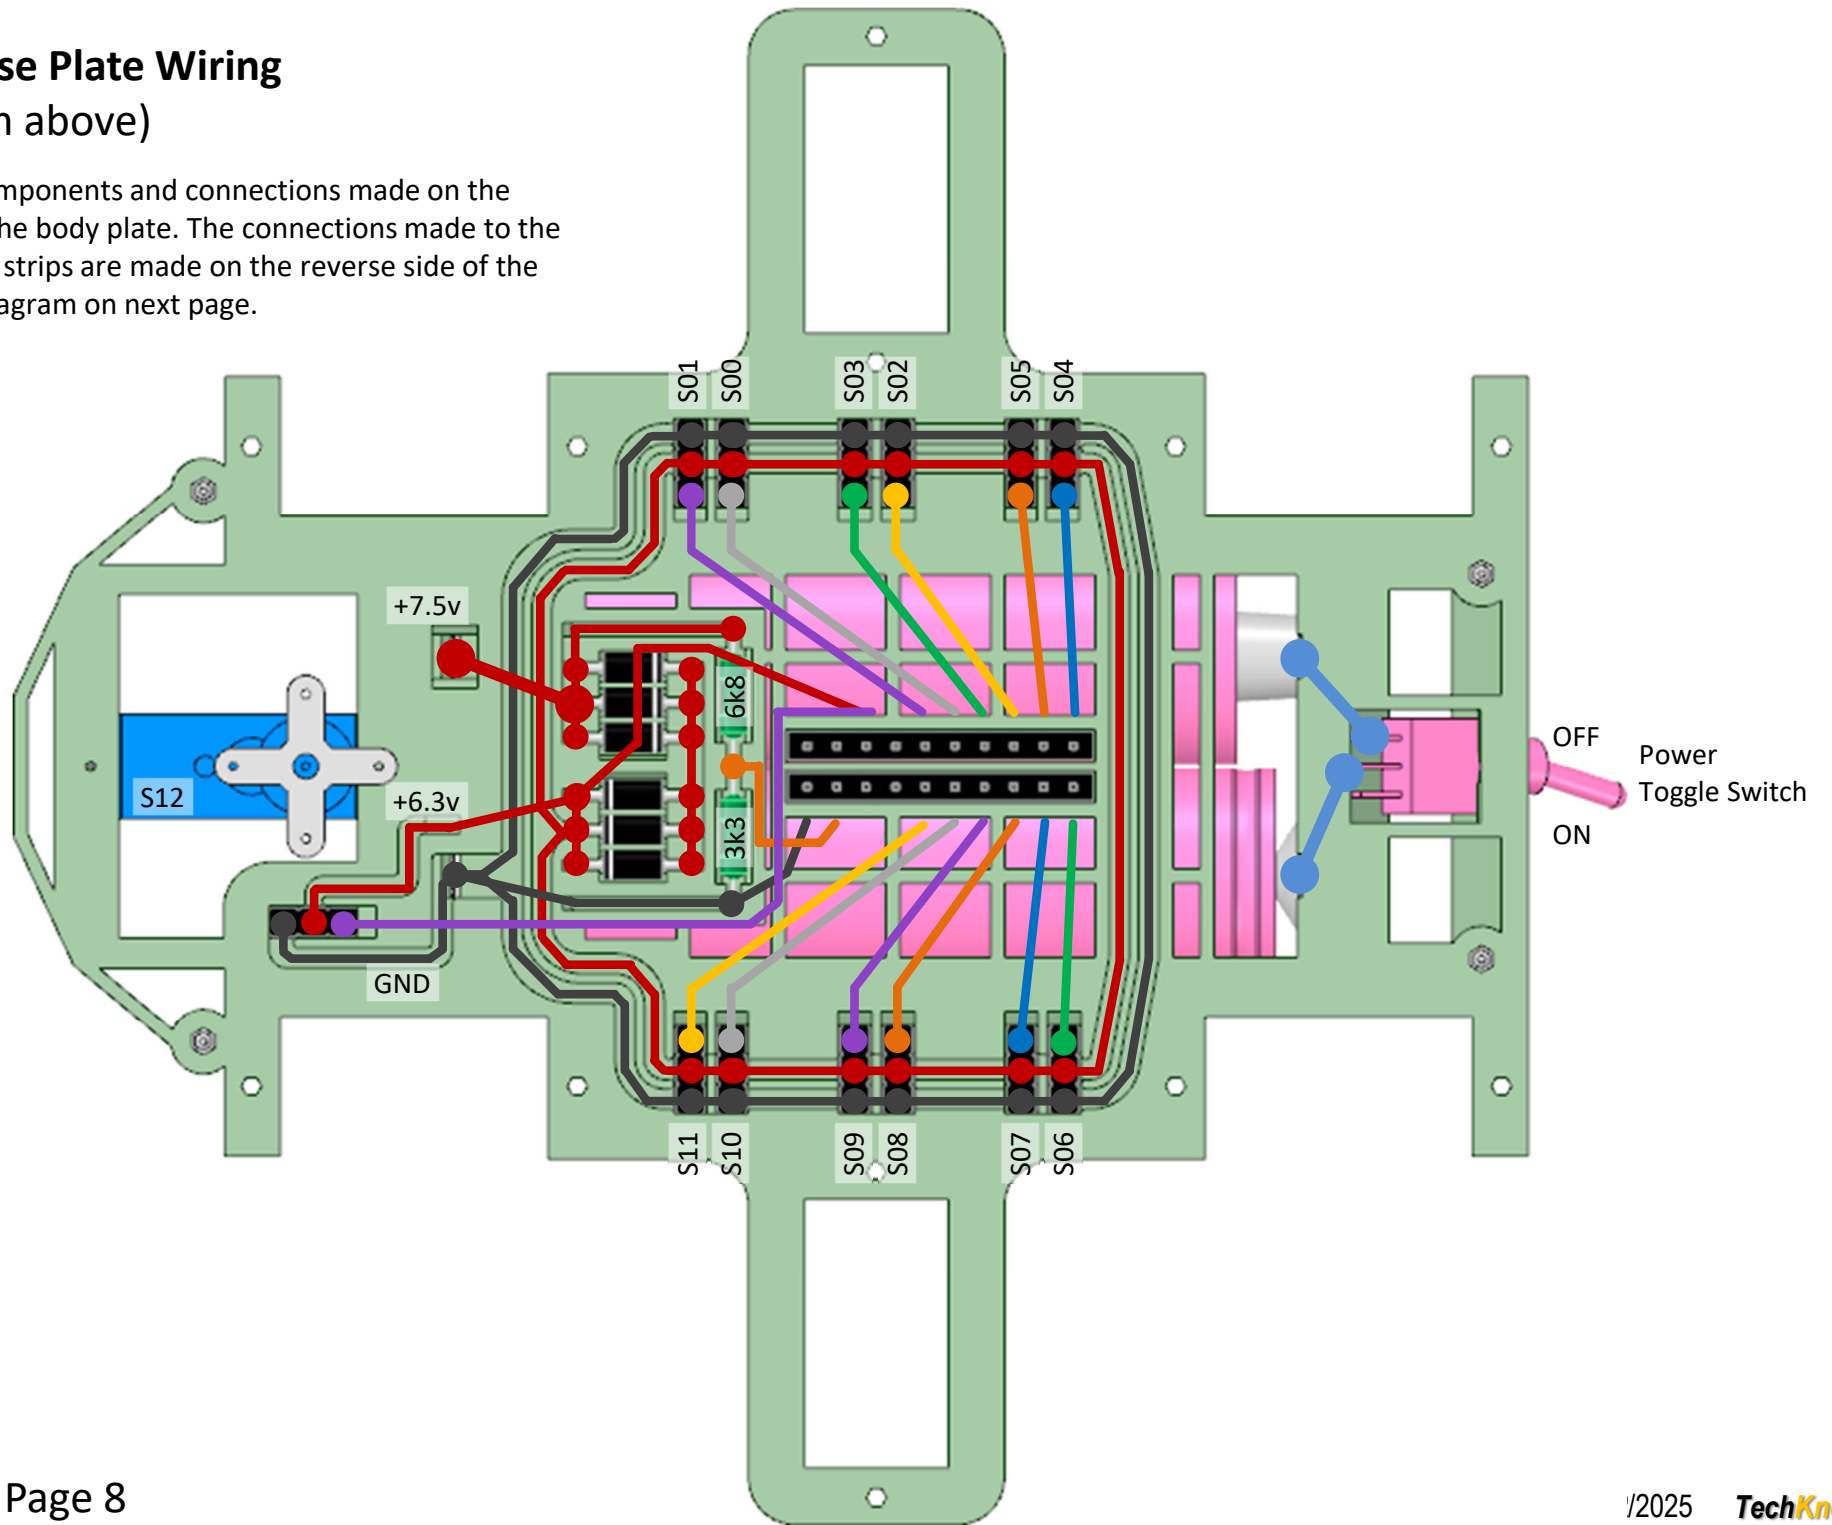 se Plate Wiring
n above)
mponents and connections made on the
he body plate. The connections made to the
strips are made on the reverse side of the
agram on next page.
S01
S00
S03
S02
S05
S04
+7.5v
6k8
S12
+6.3v
3k3
OFF
Power
Toggle Switch
ON
GND
S11
S10
S09
S08
S07
S06
Page 8
/2025
TechKn